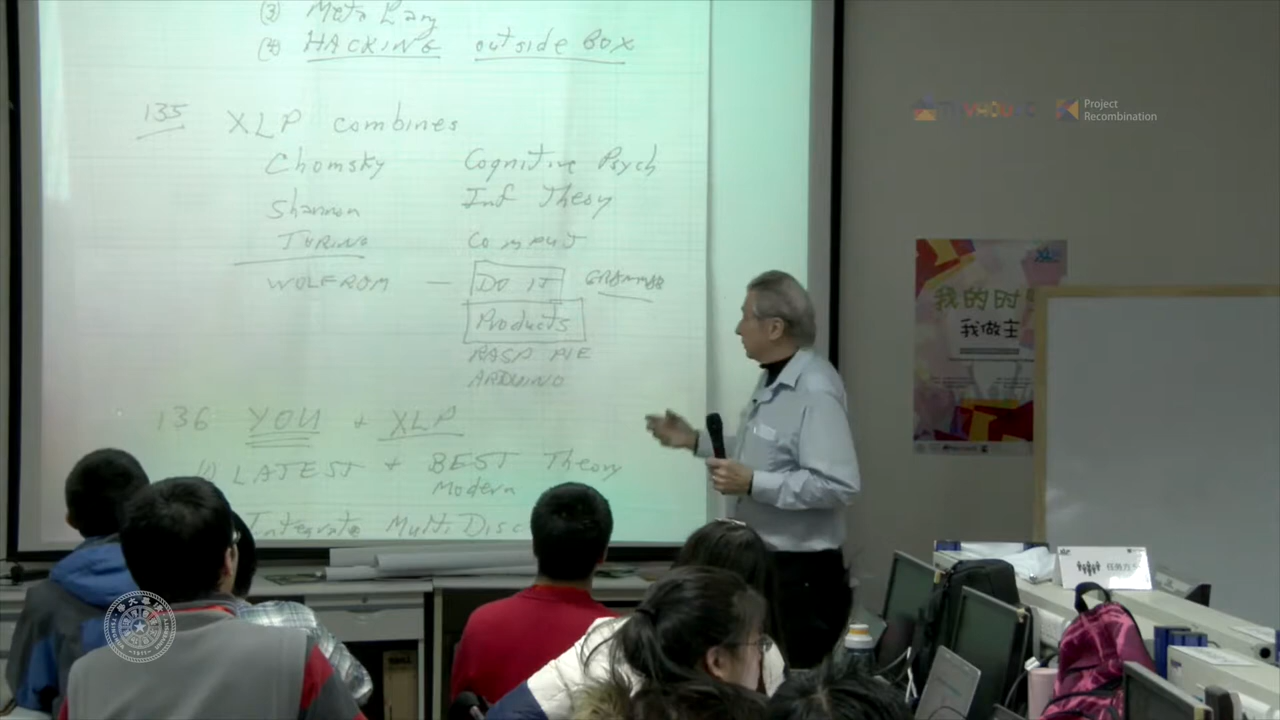 (3) Meta Lang
(4) HACKING outside Box
135 XLP combines
Chomsky Cognitive Psych
Shannon Inf Theory
TURING Comput
WOLFROM — DO IT GRAMMAR
Products
RASP PIE
ARDUINO
136 YOU + XLP
(1) LATEST + BEST Theory
Modern
Integrate Multi Disc
Project
Recombination
我的时
我做主